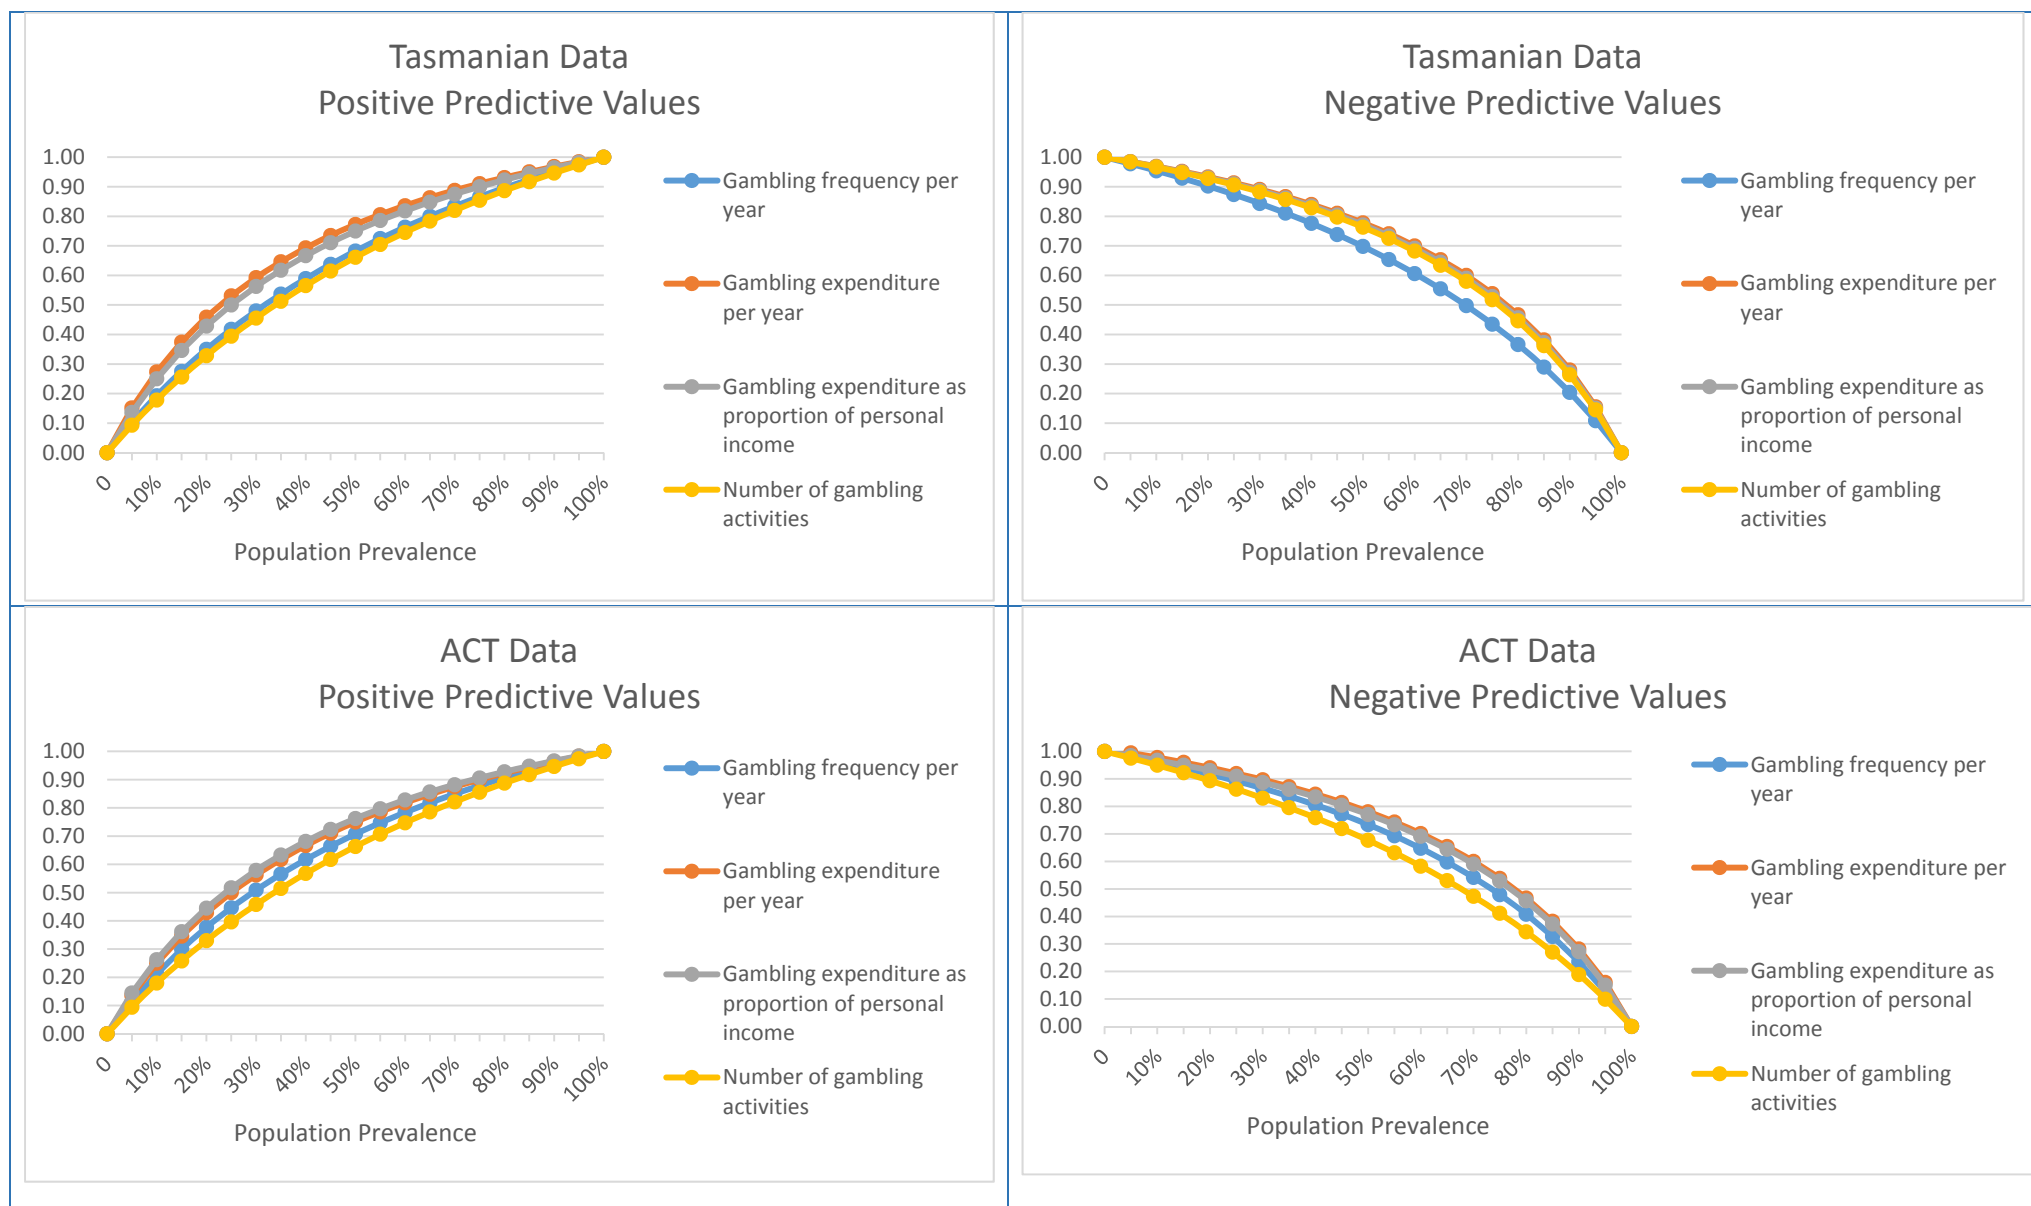 Tasmanian Data
Positive Predictive Values
1.00
0.90
0.80
0.70
0.60
0.50
0.40
0.30
0.20
0.10
0.00
0
10%
20%
30%
40%
50%
60%
70%
80%
90%
100%
Population Prevalence
Gambling frequency per
year
Gambling expenditure
per year
Gambling expenditure as
proportion of personal
income
Number of gambling
activities
Tasmanian Data
Negative Predictive Values
1.00
0.90
0.80
0.70
0.60
0.50
0.40
0.30
0.20
0.10
0.00
0
10%
20%
30%
40%
50%
60%
70%
80%
90%
100%
Population Prevalence
Gambling frequency per
year
Gambling expenditure per
year
Gambling expenditure as
proportion of personal
income
Number of gambling
activities
ACT Data
Positive Predictive Values
1.00
0.90
0.80
0.70
0.60
0.50
0.40
0.30
0.20
0.10
0.00
0
10%
20%
30%
40%
50%
60%
70%
80%
90%
100%
Population Prevalence
Gambling frequency per
year
Gambling expenditure
per year
Gambling expenditure as
proportion of personal
income
Number of gambling
activities
ACT Data
Negative Predictive Values
1.00
0.90
0.80
0.70
0.60
0.50
0.40
0.30
0.20
0.10
0.00
0
10%
20%
30%
40%
50%
60%
70%
80%
90%
100%
Population Prevalence
Gambling frequency per
year
Gambling expenditure per
year
Gambling expenditure as
proportion of personal
income
Number of gambling
activities